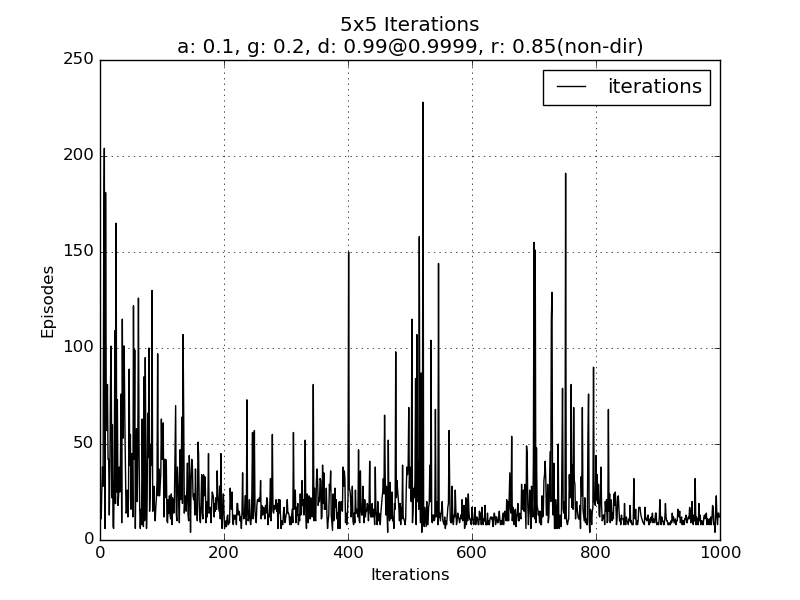 5x5 Iterations
a: 0.1, g: 0.2, d: 0.99@0.9999, r: 0.85(non-dir)
iterations
250
200
150
100
50
0
Episodes
0 200 400 600 800 1000
Iterations